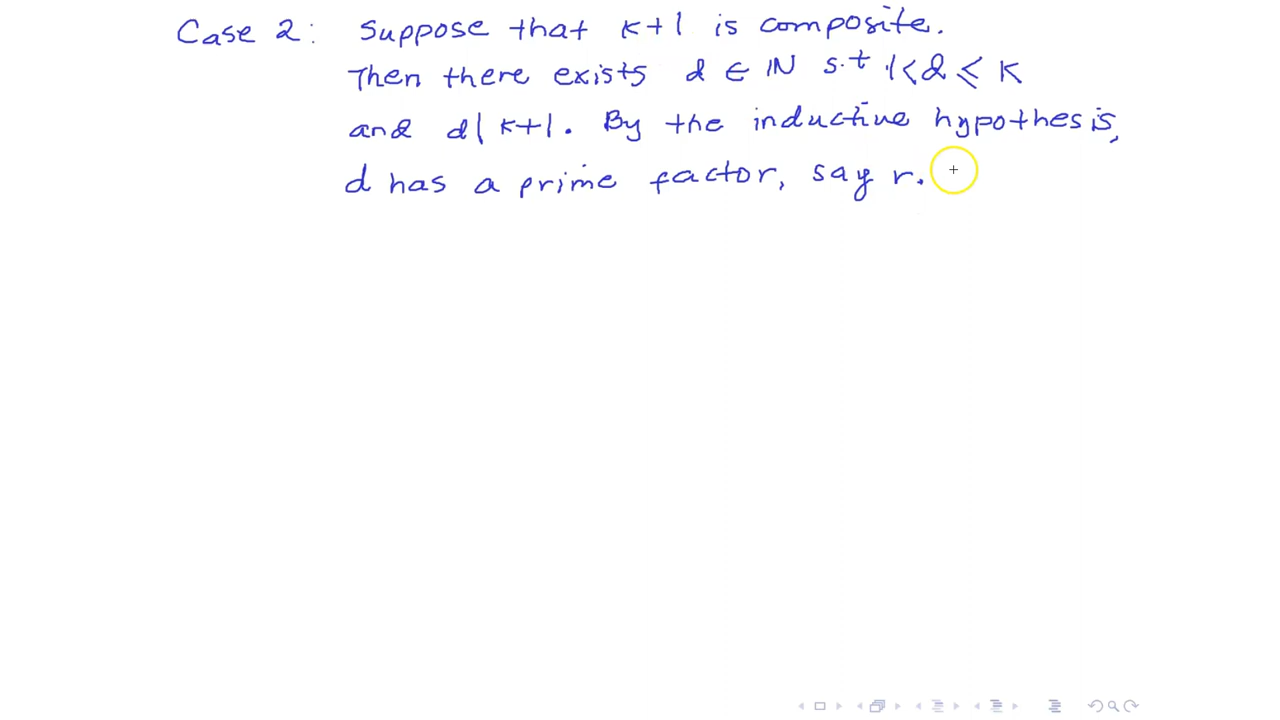 Case 2: Suppose that k+1 is composite.
Then there exists d ∈ ℕ s.t 1<d⩽k
and d|k+1. By the inductive hypothesis,
d has a prime factor, say r.